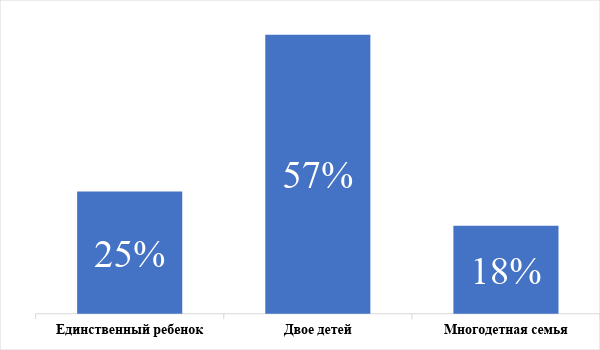 57%
25%
18%
Единственный ребенок
Двое детей
Многодетная семья